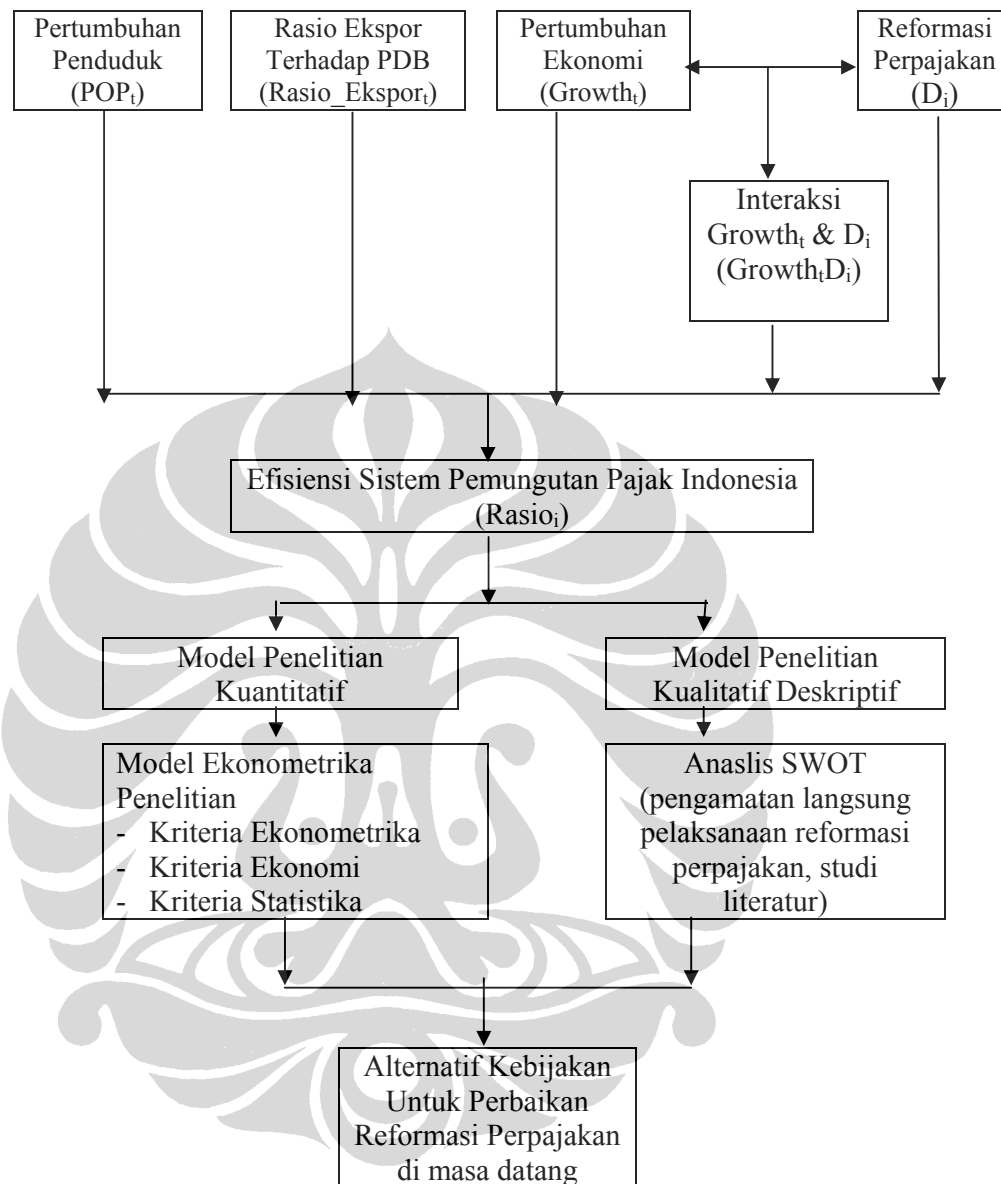 Pertumbuhan
Penduduk
(POPt)
Rasio Ekspor
Terhadap PDB
(Rasio_Eksport)
Pertumbuhan
Ekonomi
(Growtht)
Reformasi
Perpajakan
(Di)
Interaksi
Growtht & Di
(GrowthtDi)
Efisiensi Sistem Pemungutan Pajak Indonesia
(Rasioi)
Model Penelitian
Kuantitatif
Model Penelitian
Kualitatif Deskriptif
Model Ekonometrika
Penelitian
- Kriteria Ekonometrika
- Kriteria Ekonomi
- Kriteria Statistika
Anaslis SWOT
(pengamatan langsung
pelaksanaan reformasi
perpajakan, studi
literatur)
Alternatif Kebijakan
Untuk Perbaikan
Reformasi Perpajakan
di masa datang